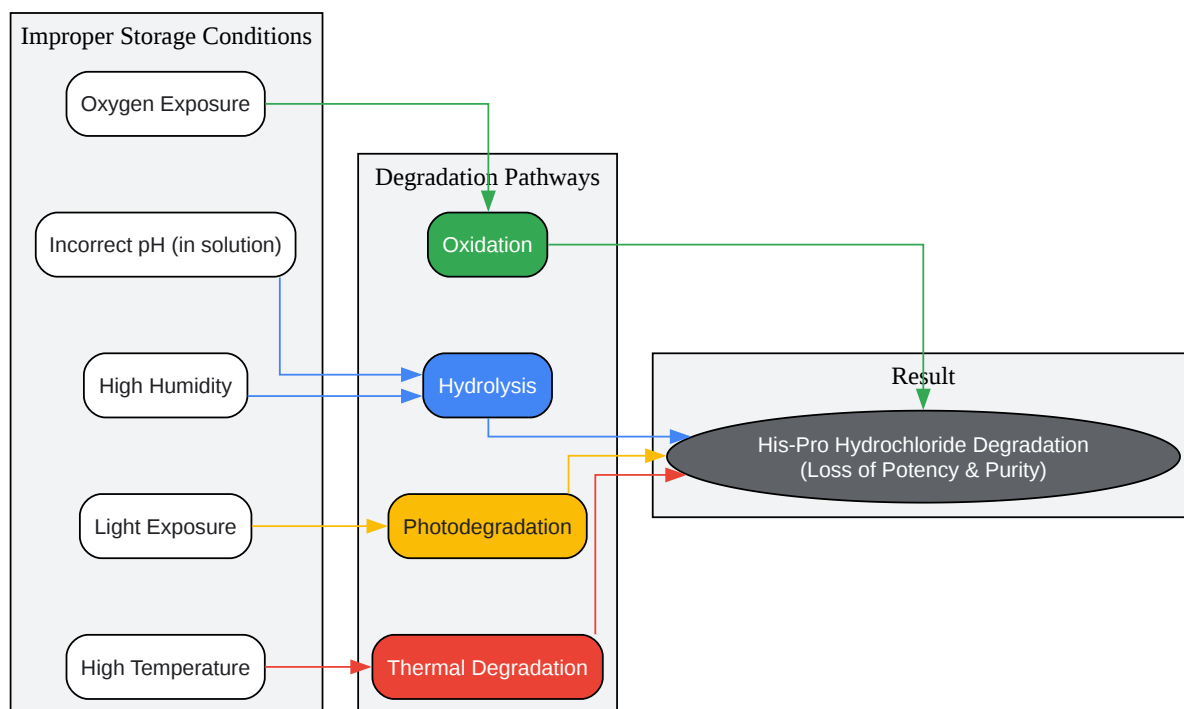 Improper Storage Conditions
Oxygen Exposure
Incorrect pH (in solution)
High Humidity
Light Exposure
High Temperature
Degradation Pathways
Oxidation
Hydrolysis
Photodegradation
Thermal Degradation
Result
His-Pro Hydrochloride Degradation
(Loss of Potency & Purity)